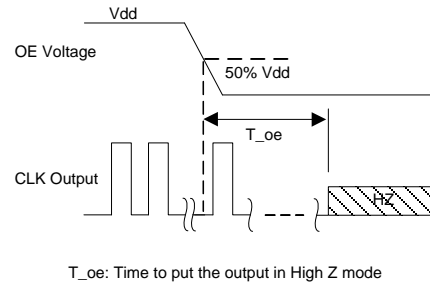 Vdd
OE Voltage
50% Vdd
T_oe
CLK Output
HZ
T_oe: Time to put the output in High Z mode